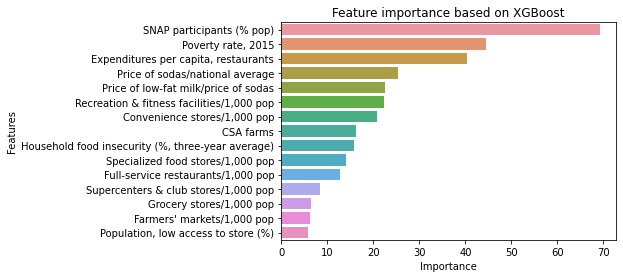 Feature importance based on XGBoost
Features
SNAP participants (% pop)
Poverty rate, 2015
Expenditures per capita, restaurants
Price of sodas/national average
Price of low-fat milk/price of sodas
Recreation & fitness facilities/1,000 pop
Convenience stores/1,000 pop
CSA farms
Household food insecurity (%, three-year average)
Specialized food stores/1,000 pop
Full-service restaurants/1,000 pop
Supercenters & club stores/1,000 pop
Grocery stores/1,000 pop
Farmers' markets/1,000 pop
Population, low access to store (%)
0 10 20 30 40 50 60 70
Importance